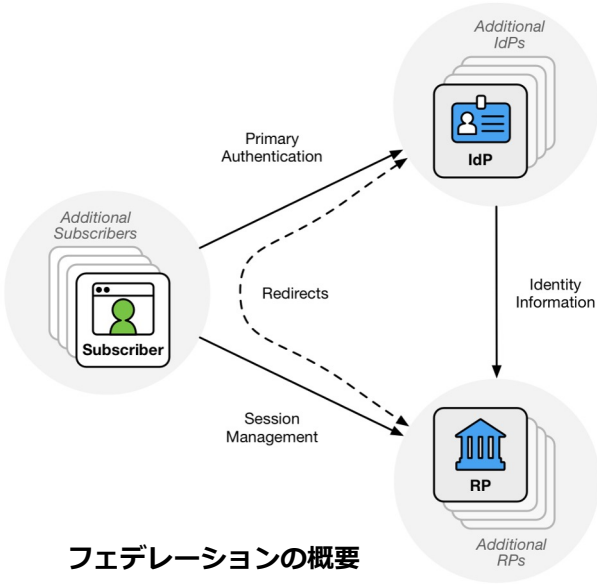 Additional
IdPs
IdP
Primary
Authentication
Additional
Subscribers
Subscriber
Redirects
Identity
Information
Session
Management
RP
Additional
RPs
フェデレーションの概要